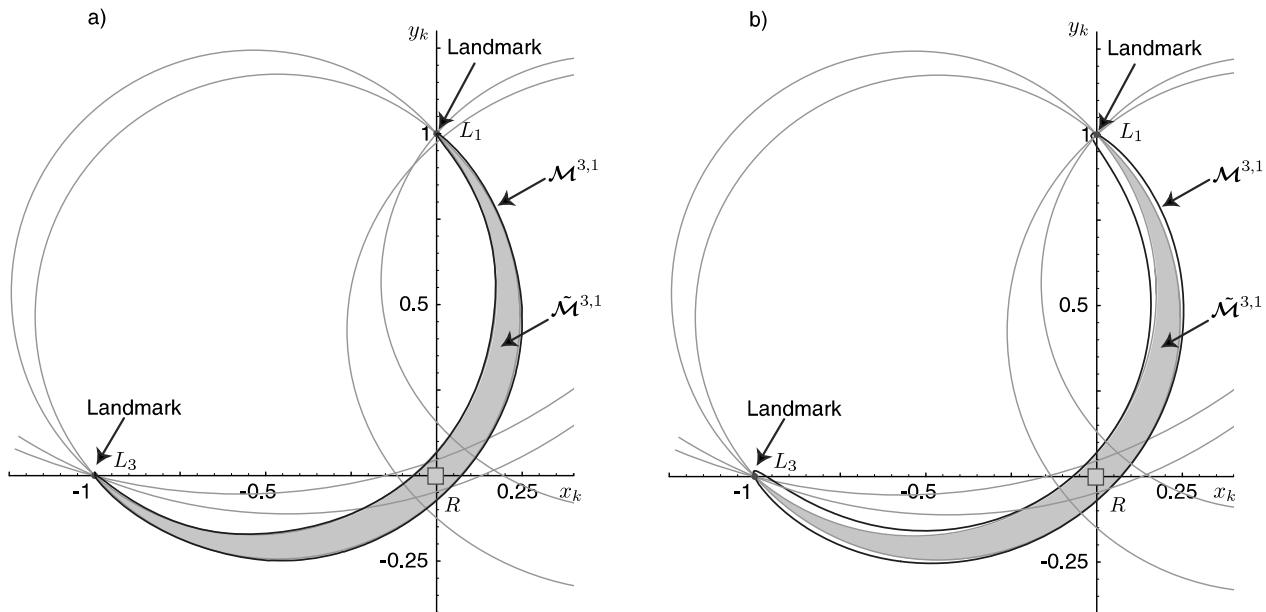 a)
y_k
Landmark
1
L_1
𝓜^{3,1}
0.5
𝓜̃^{3,1}
Landmark
L_3
-1
-0.5
0.25
x_k
R
-0.25
b)
y_k
Landmark
1
L_1
𝓜^{3,1}
0.5
𝓜̃^{3,1}
Landmark
L_3
-1
-0.5
0.25
x_k
R
-0.25